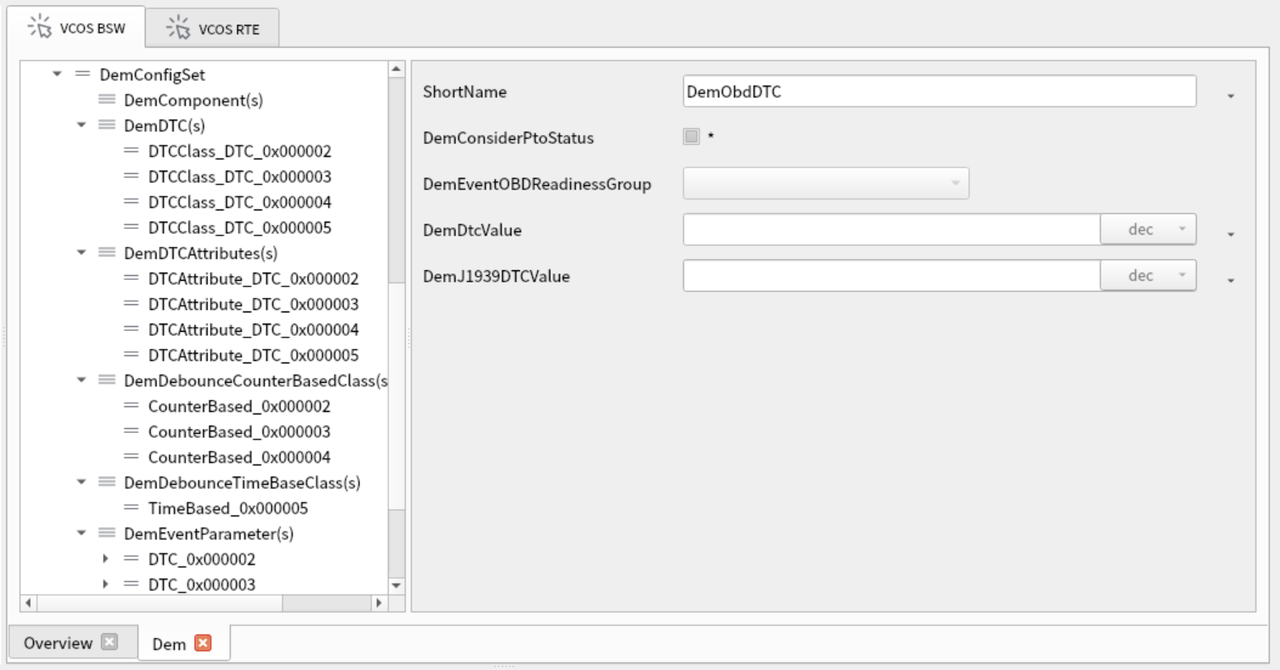 VCOS BSW
VCOS RTE
DemConfigSet
DemComponent(s)
DemDTC(s)
DTCClass_DTC_0x000002
DTCClass_DTC_0x000003
DTCClass_DTC_0x000004
DTCClass_DTC_0x000005
DemDTCAttributes(s)
DTCAttribute_DTC_0x000002
DTCAttribute_DTC_0x000003
DTCAttribute_DTC_0x000004
DTCAttribute_DTC_0x000005
DemDebounceCounterBasedClass(s
CounterBased_0x000002
CounterBased_0x000003
CounterBased_0x000004
DemDebounceTimeBaseClass(s)
TimeBased_0x000005
DemEventParameter(s)
DTC_0x000002
DTC_0x000003
ShortName DemObdDTC
DemConsiderPtoStatus *
DemEventOBDReadinessGroup
DemDtcValue dec
DemJ1939DTCValue dec
Overview
Dem